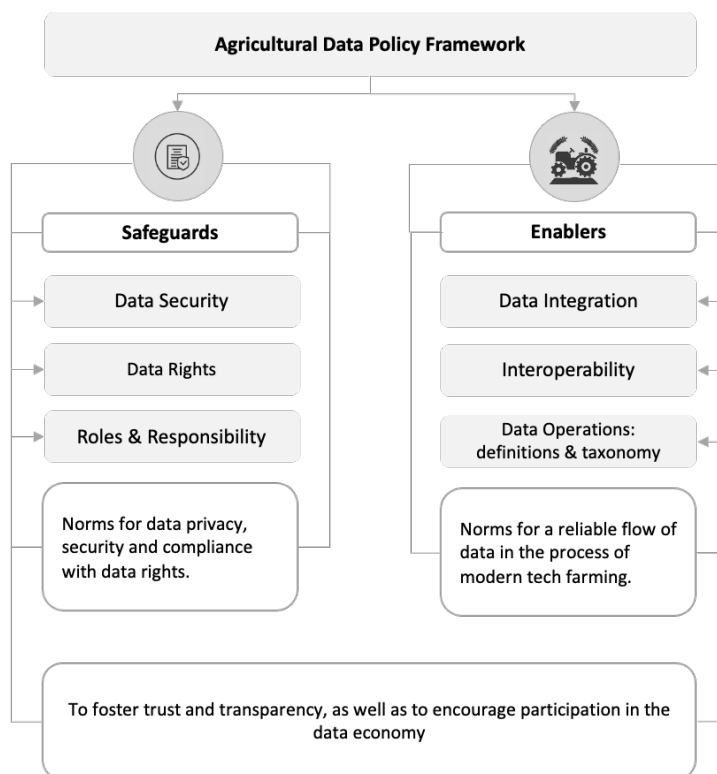 Agricultural Data Policy Framework
Safeguards
Data Security
Data Rights
Roles & Responsibility
Norms for data privacy,
security and compliance
with data rights.
Enablers
Data Integration
Interoperability
Data Operations:
definitions & taxonomy
Norms for a reliable flow of
data in the process of
modern tech farming.
To foster trust and transparency, as well as to encourage participation in the
data economy